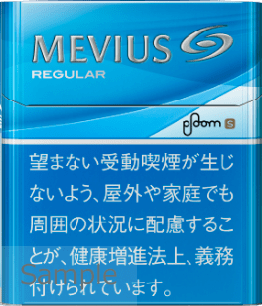 MEVIUS
REGULAR
ploom S
望まない受動喫煙が生じ
ないよう、屋外や家庭でも
周囲の状況に配慮するこ
とが、健康増進法上、義務
付けられています。
Sample